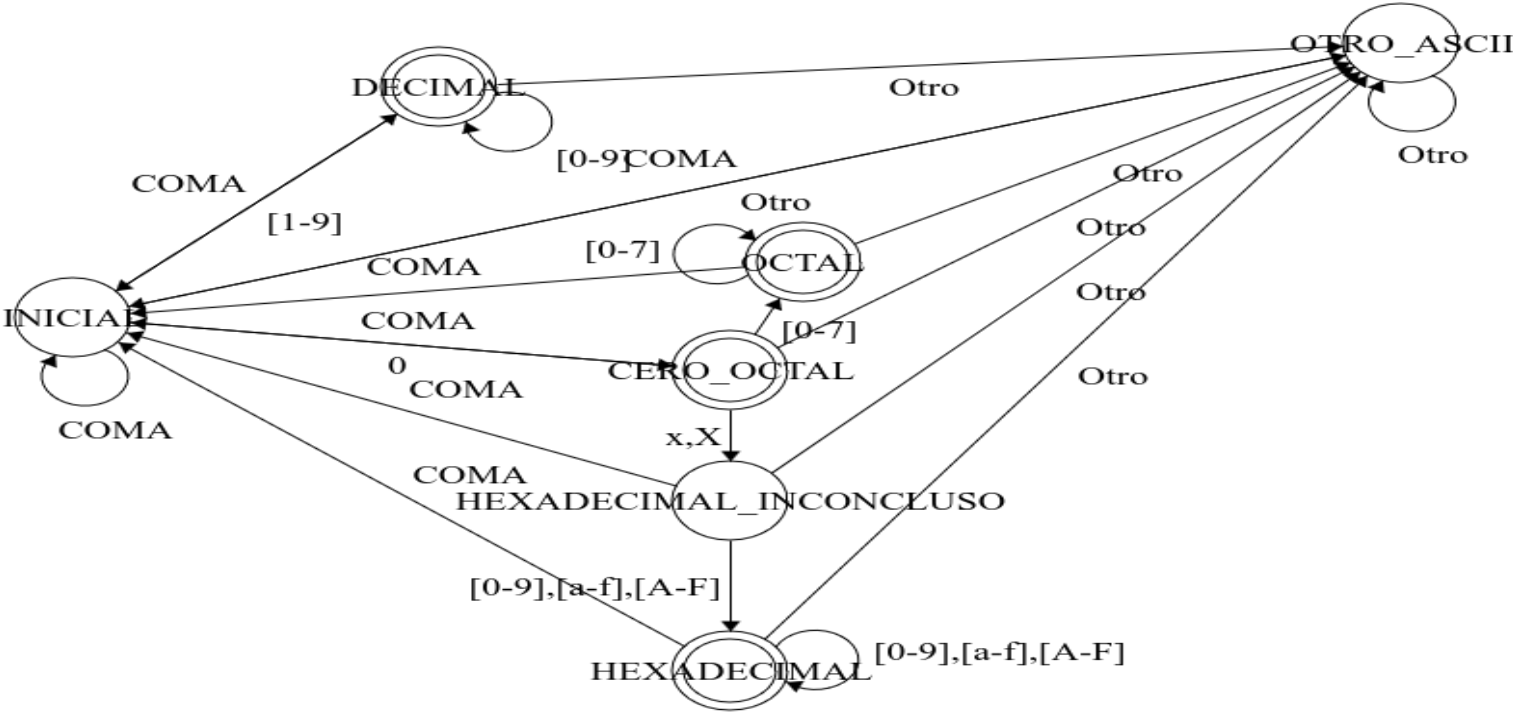 OTRO_ASCII
DECIMAL
Otro
[0-9]
COMA
Otro
COMA
Otro
Otro
[1-9]
Otro
[0-7]
OCTAL
COMA
INICIAL
COMA
Otro
[0-7]
0
CERO_OCTAL
Otro
COMA
COMA
x,X
COMA
HEXADECIMAL_INCONCLUSO
[0-9],[a-f],[A-F]
[0-9],[a-f],[A-F]
HEXADECIMAL